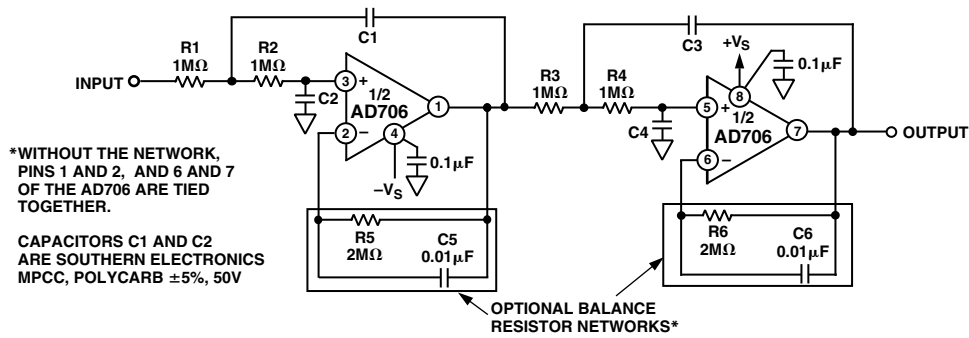 C1
R1
1MΩ
R2
1MΩ
INPUT
C2
3
+
1/2
AD706
1
2
–
4
0.1µF
–VS
R5
2MΩ
C5
0.01µF
C3
R3
1MΩ
R4
1MΩ
C4
+VS
0.1µF
8
5
+
1/2
AD706
7
6
–
OUTPUT
R6
2MΩ
C6
0.01µF
*WITHOUT THE NETWORK,
PINS 1 AND 2, AND 6 AND 7
OF THE AD706 ARE TIED
TOGETHER.
CAPACITORS C1 AND C2
ARE SOUTHERN ELECTRONICS
MPCC, POLYCARB ±5%, 50V
OPTIONAL BALANCE
RESISTOR NETWORKS*